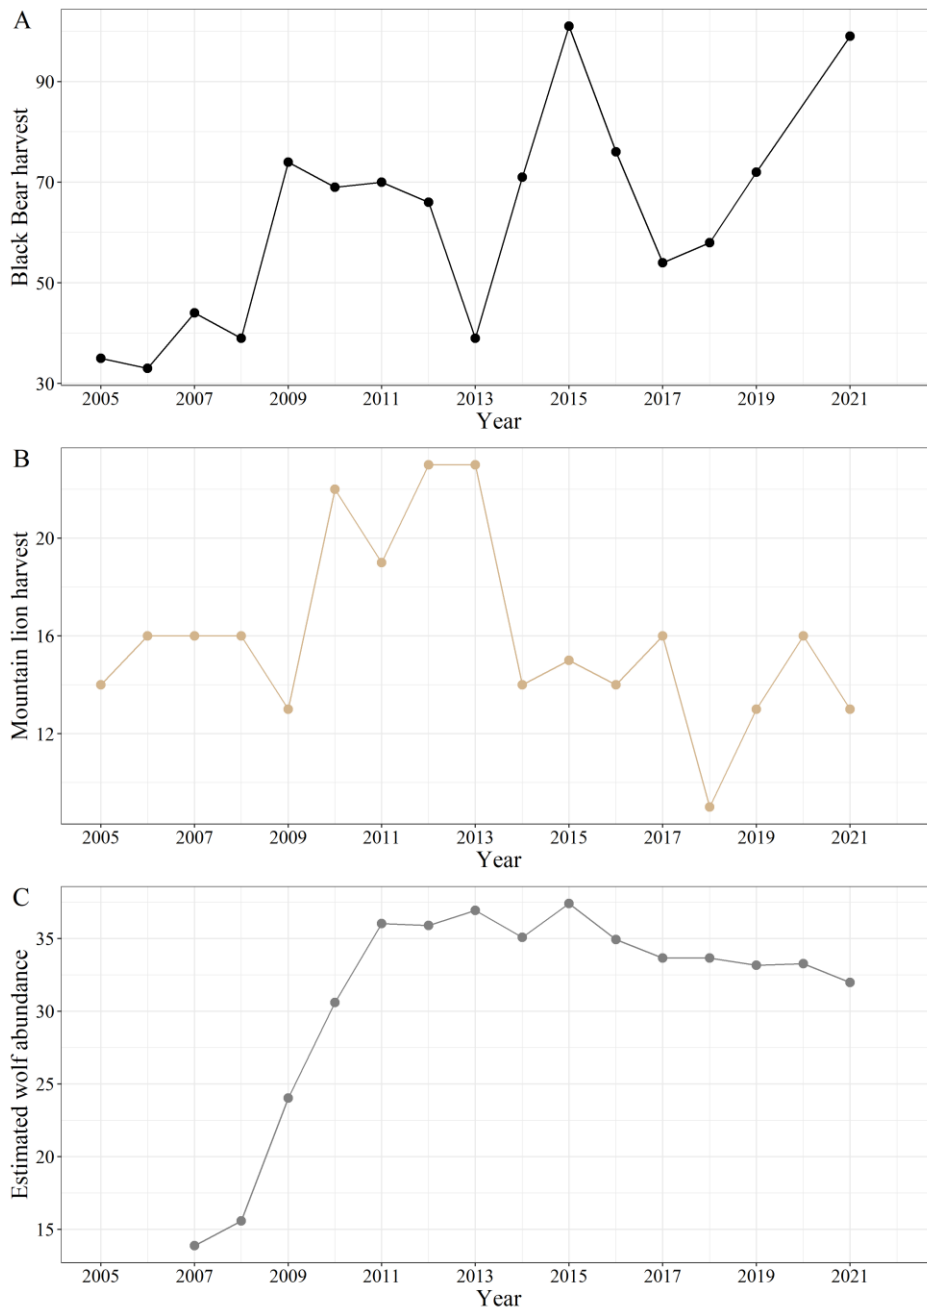 A
Black Bear harvest
90
70
50
30
2005 2007 2009 2011 2013 2015 2017 2019 2021
Year
B
Mountain lion harvest
20
16
12
2005 2007 2009 2011 2013 2015 2017 2019 2021
Year
C
Estimated wolf abundance
35
30
25
20
15
2005 2007 2009 2011 2013 2015 2017 2019 2021
Year